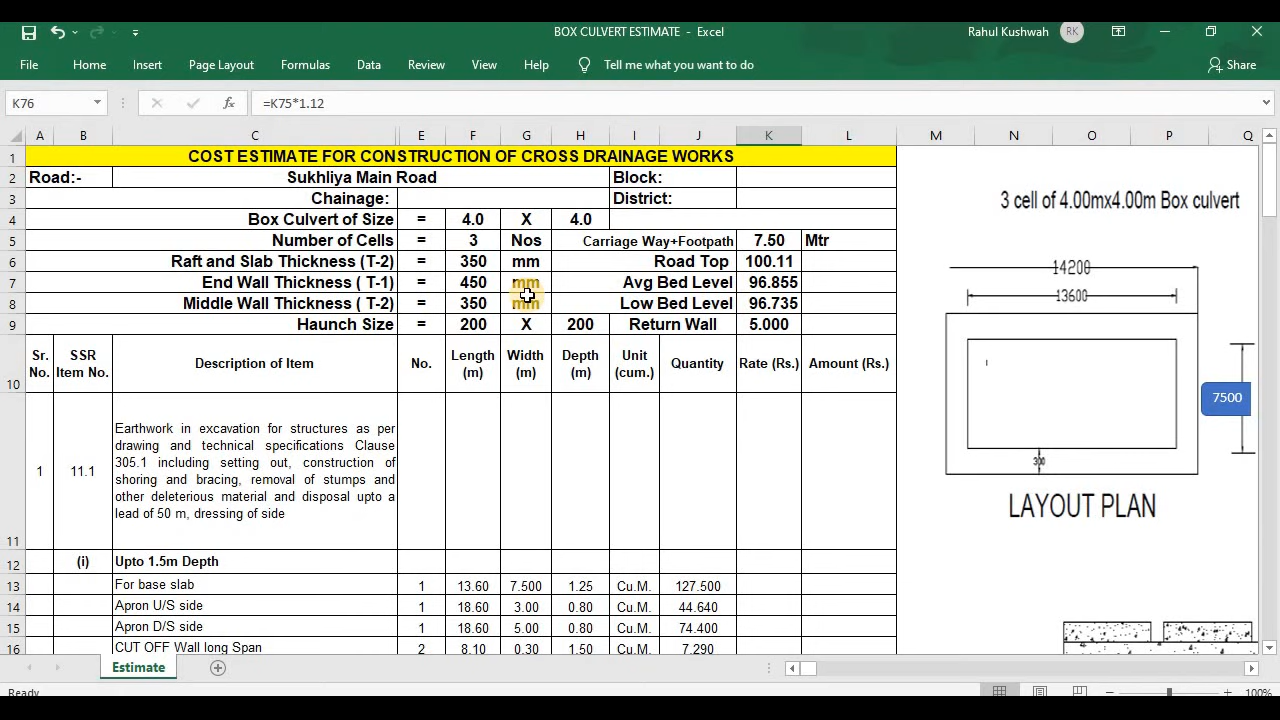 BOX CULVERT ESTIMATE - Excel
Rahul Kushwah RK
File Home Insert Page Layout Formulas Data Review View Help Tell me what you want to do Share
K76 fx =K75*1.12
A B C E F G H I J K L M N O P Q
1 COST ESTIMATE FOR CONSTRUCTION OF CROSS DRAINAGE WORKS
2 Road:- Sukhliya Main Road Block:
3 Chainage: District:
4 Box Culvert of Size = 4.0 X 4.0
5 Number of Cells = 3 Nos Carriage Way+Footpath 7.50 Mtr
6 Raft and Slab Thickness (T-2) = 350 mm Road Top 100.11
7 End Wall Thickness ( T-1) = 450 mm Avg Bed Level 96.855
8 Middle Wall Thickness ( T-2) = 350 mm Low Bed Level 96.735
9 Haunch Size = 200 X 200 Return Wall 5.000
10 Sr. No. SSR Item No. Description of Item No. Length (m) Width (m) Depth (m) Unit (cum.) Quantity Rate (Rs.) Amount (Rs.)
11 1 11.1 Earthwork in excavation for structures as per
drawing and technical specifications Clause
305.1 including setting out, construction of
shoring and bracing, removal of stumps and
other deleterious material and disposal upto a
lead of 50 m, dressing of side
12 (i) Upto 1.5m Depth
13 For base slab 1 13.60 7.500 1.25 Cu.M. 127.500
14 Apron U/S side 1 18.60 3.00 0.80 Cu.M. 44.640
15 Apron D/S side 1 18.60 5.00 0.80 Cu.M. 74.400
16 CUT OFF Wall long Span 2 8.10 0.30 1.50 Cu.M. 7.290
3 cell of 4.00mx4.00m Box culvert
14200
13600
7500
300
LAYOUT PLAN
Estimate
Ready 100%